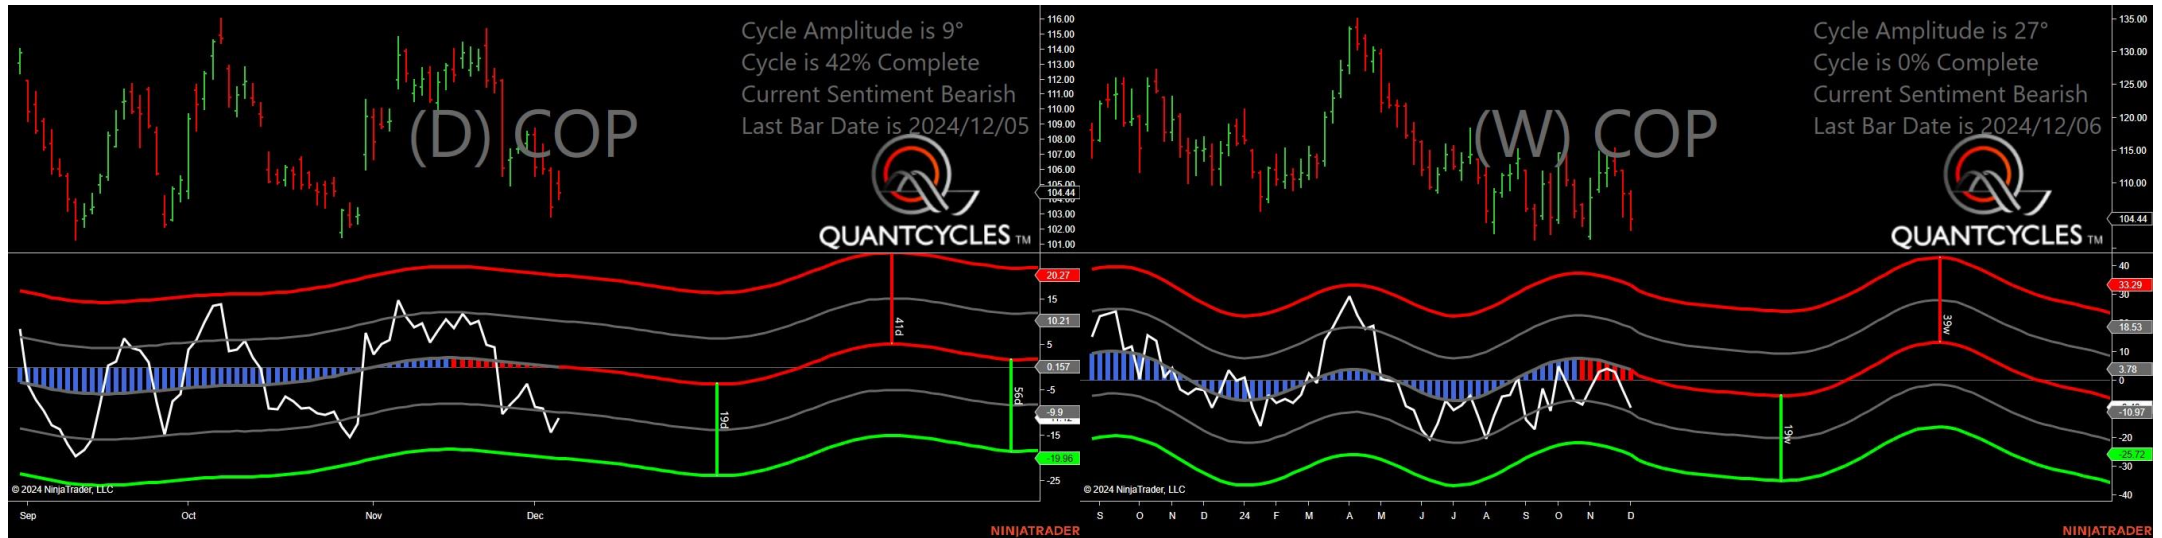 Cycle Amplitude is 9°
Cycle is 42% Complete
Current Sentiment Bearish
Last Bar Date is 2024/12/05
(D) COP
QUANTCYCLES TM
116.00
115.00
114.00
113.00
112.00
111.00
110.00
109.00
108.00
107.00
106.00
105.00
104.44
103.00
102.00
101.00
20.27
15
10.21
5
0.157
-5
-9.9
-15
-19.96
-25
41d
19d
56d
© 2024 NinjaTrader, LLC
Sep Oct Nov Dec
NINJATRADER
Cycle Amplitude is 27°
Cycle is 0% Complete
Current Sentiment Bearish
Last Bar Date is 2024/12/06
(W) COP
QUANTCYCLES TM
135.00
130.00
125.00
120.00
115.00
110.00
104.44
40
33.29
30
18.53
10
3.78
0
-10.97
-20
-25.72
-30
-40
39w
19w
© 2024 NinjaTrader, LLC
S O N D 24 F M A M J J A S O N D
NINJATRADER